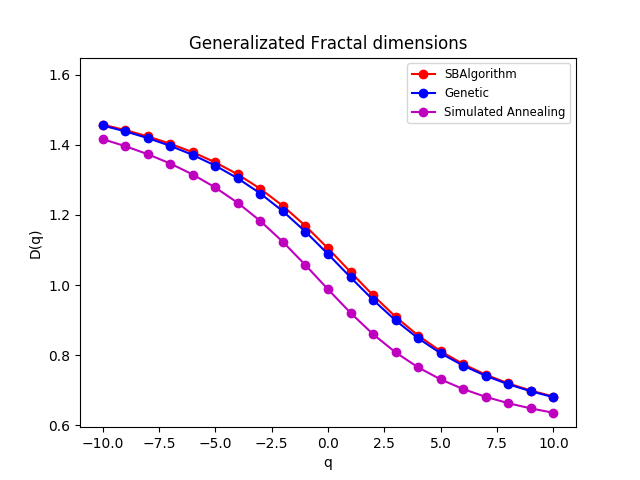 Generalizated Fractal dimensions
SBAlgorithm
Genetic
Simulated Annealing
D(q)
1.6
1.4
1.2
1.0
0.8
0.6
−10.0 −7.5 −5.0 −2.5 0.0 2.5 5.0 7.5 10.0
q